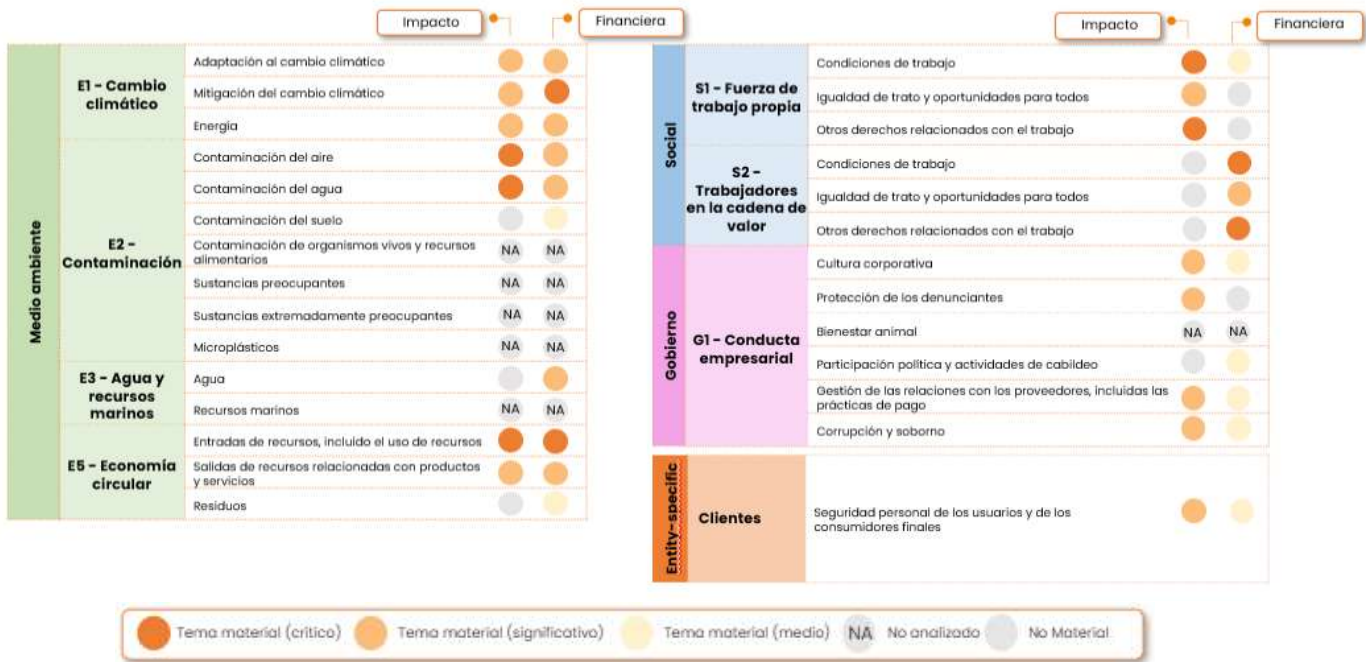 Impacto
Financiera
Medio ambiente
E1 - Cambio
climático
Adaptación al cambio climático
Mitigación del cambio climático
Energía
E2 -
Contaminación
Contaminación del aire
Contaminación del agua
Contaminación del suelo
Contaminación de organismos vivos y recursos
alimentarios
NA NA
Sustancias preocupantes
NA NA
Sustancias extremadamente preocupantes
NA NA
Microplásticos
NA NA
E3 - Agua y
recursos
marinos
Agua
Recursos marinos
NA NA
E5 - Economía
circular
Entradas de recursos, incluido el uso de recursos
Salidas de recursos relacionadas con productos
y servicios
Residuos
Impacto
Financiera
Social
S1 - Fuerza de
trabajo propia
Condiciones de trabajo
Igualdad de trato y oportunidades para todos
Otros derechos relacionados con el trabajo
S2 -
Trabajadores
en la cadena de
valor
Condiciones de trabajo
Igualdad de trato y oportunidades para todos
Otros derechos relacionados con el trabajo
Gobierno
G1 - Conducta
empresarial
Cultura corporativa
Protección de los denunciantes
Bienestar animal
NA NA
Participación política y actividades de cabildeo
Gestión de las relaciones con los proveedores, incluidas las
prácticas de pago
Corrupción y soborno
Entity-specific
Clientes
Seguridad personal de los usuarios y de los
consumidores finales
Tema material (crítico)
Tema material (significativo)
Tema material (medio)
NA No analizado
No Material